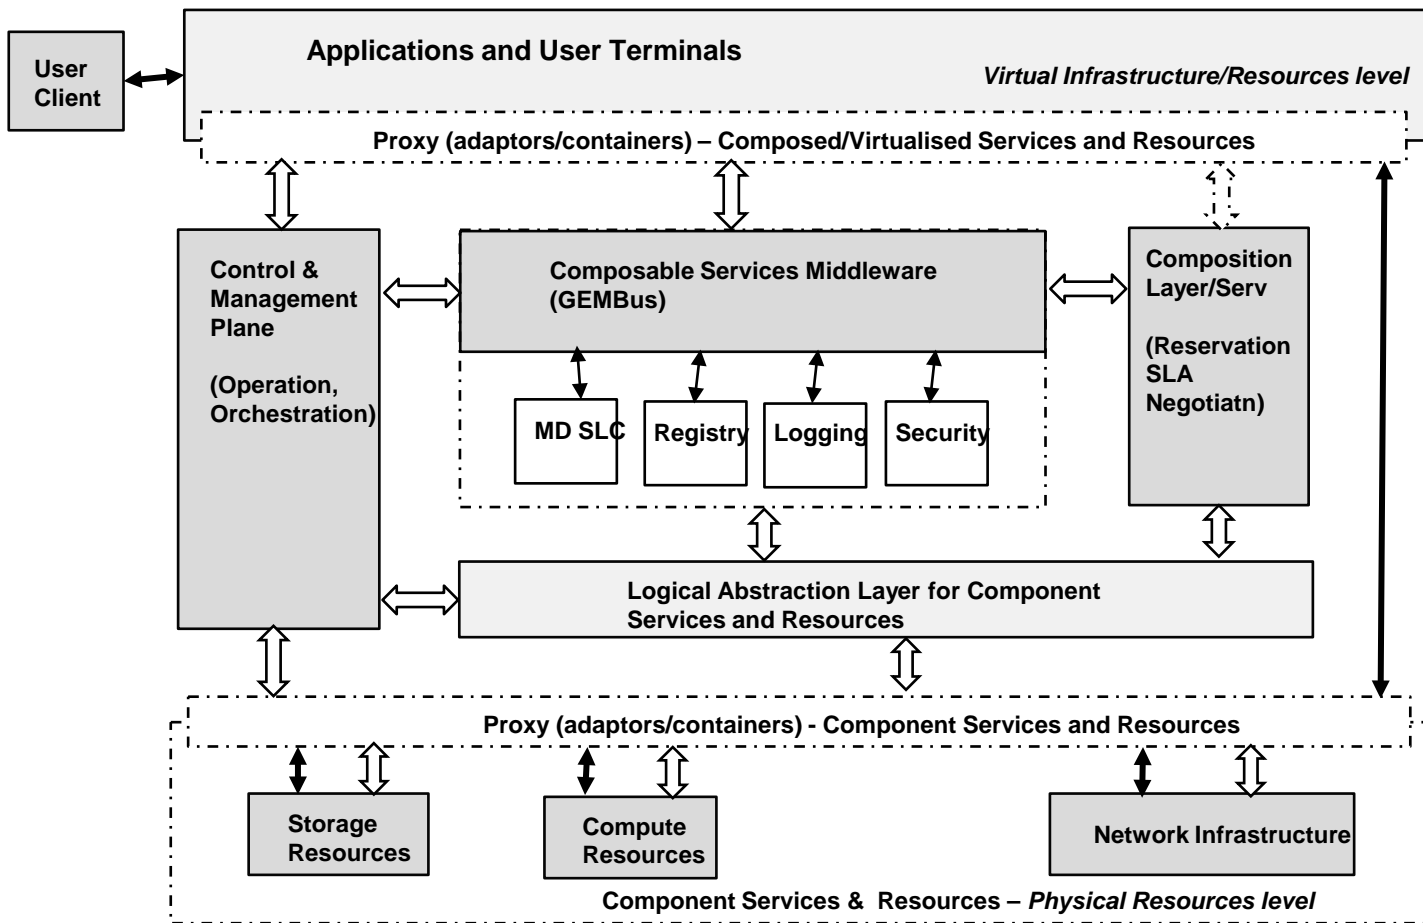 User
Client
Applications and User Terminals
Virtual Infrastructure/Resources level
Proxy (adaptors/containers) – Composed/Virtualised Services and Resources
Control &
Management
Plane
(Operation,
Orchestration)
Composable Services Middleware
(GEMBus)
Composition
Layer/Serv
(Reservation
SLA
Negotiatn)
MD SLC
Registry
Logging
Security
Logical Abstraction Layer for Component
Services and Resources
Proxy (adaptors/containers) - Component Services and Resources
Storage
Resources
Compute
Resources
Network Infrastructure
Component Services & Resources – Physical Resources level